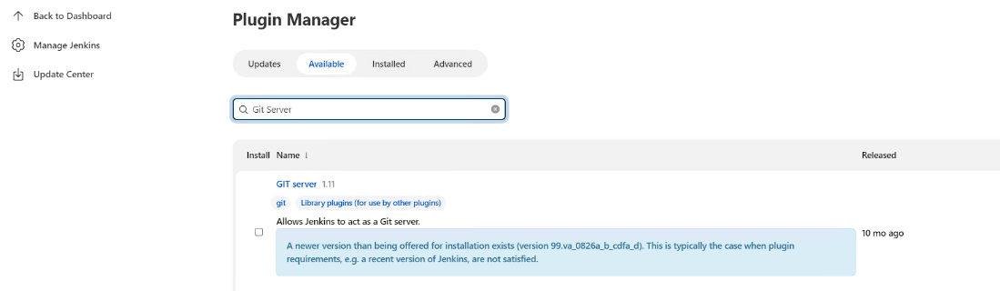 Back to Dashboard
Manage Jenkins
Update Center
Plugin Manager
Updates Available Installed Advanced
Git Server
Install Name ↓ Released
GIT server 1.11
git Library plugins (for use by other plugins)
Allows Jenkins to act as a Git server.
A newer version than being offered for installation exists (version 99.va_0826a_b_cdfa_d). This is typically the case when plugin
requirements, e.g. a recent version of Jenkins, are not satisfied.
10 mo ago